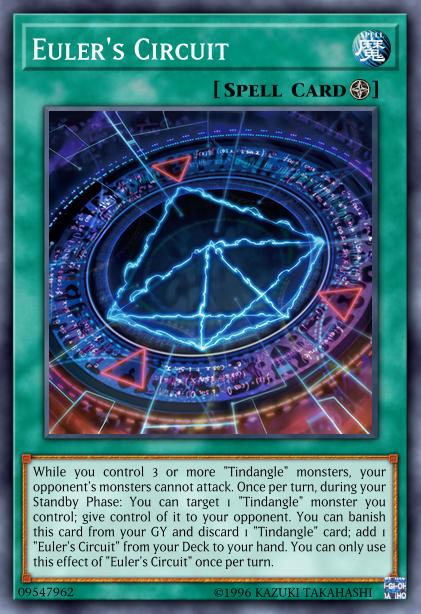 Euler's Circuit
SPELL
魔
[Spell Card]
While you control 3 or more "Tindangle" monsters, your
opponent's monsters cannot attack. Once per turn, during your
Standby Phase: You can target 1 "Tindangle" monster you
control; give control of it to your opponent. You can banish
this card from your GY and discard 1 "Tindangle" card; add 1
"Euler's Circuit" from your Deck to your hand. You can only use
this effect of "Euler's Circuit" once per turn.
09547962
©1996 KAZUKI TAKAHASHI